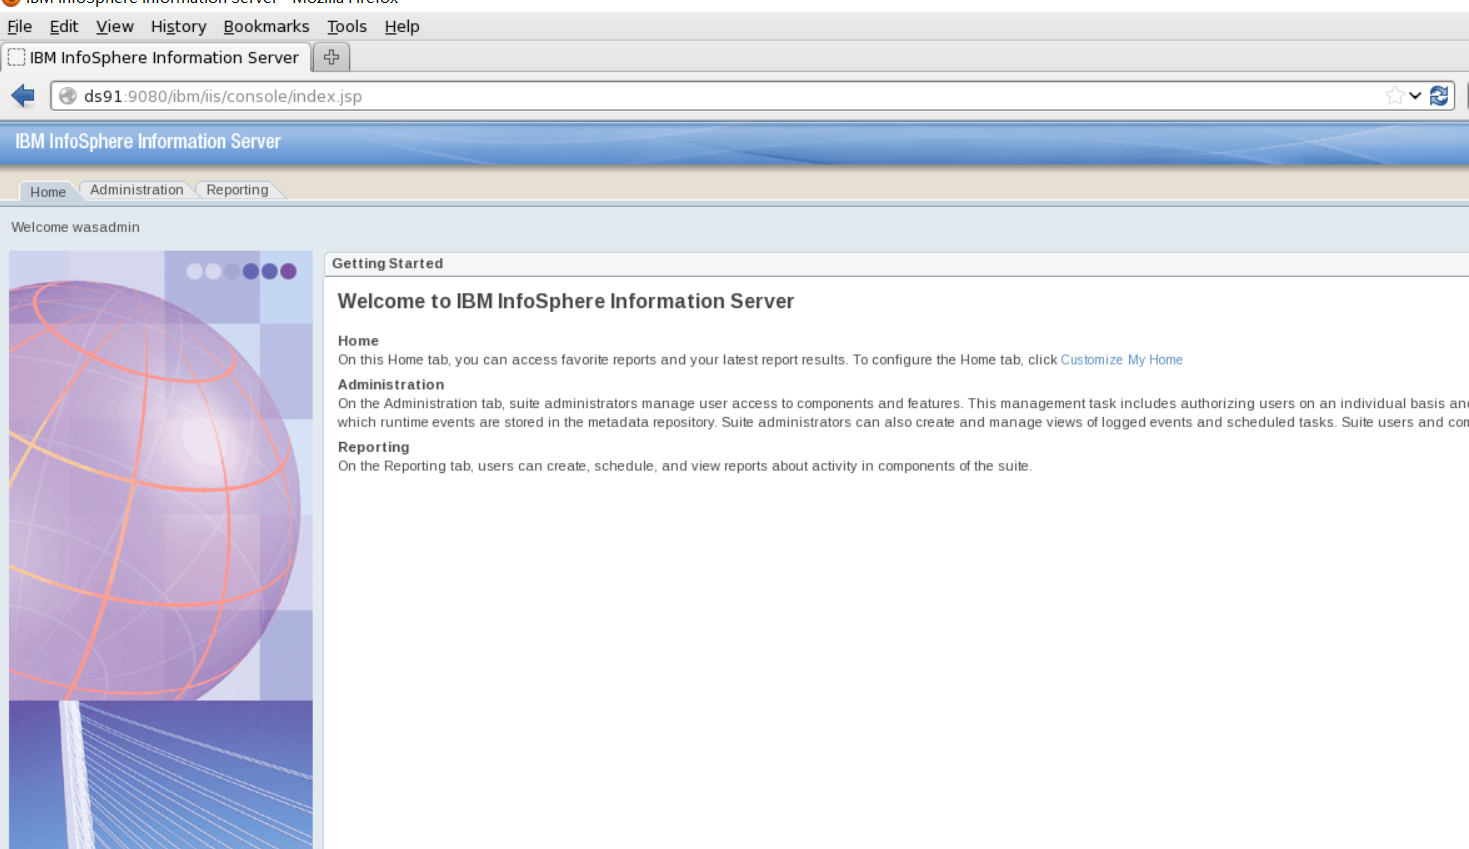 IBM InfoSphere Information Server - Mozilla Firefox
File Edit View History Bookmarks Tools Help
IBM InfoSphere Information Server
ds91:9080/ibm/iis/console/index.jsp
IBM InfoSphere Information Server
Home Administration Reporting
Welcome wasadmin
Getting Started
Welcome to IBM InfoSphere Information Server
Home
On this Home tab, you can access favorite reports and your latest report results. To configure the Home tab, click Customize My Home
Administration
On the Administration tab, suite administrators manage user access to components and features. This management task includes authorizing users on an individual basis
which runtime events are stored in the metadata repository. Suite administrators can also create and manage views of logged events and scheduled tasks. Suite users and
Reporting
On the Reporting tab, users can create, schedule, and view reports about activity in components of the suite.